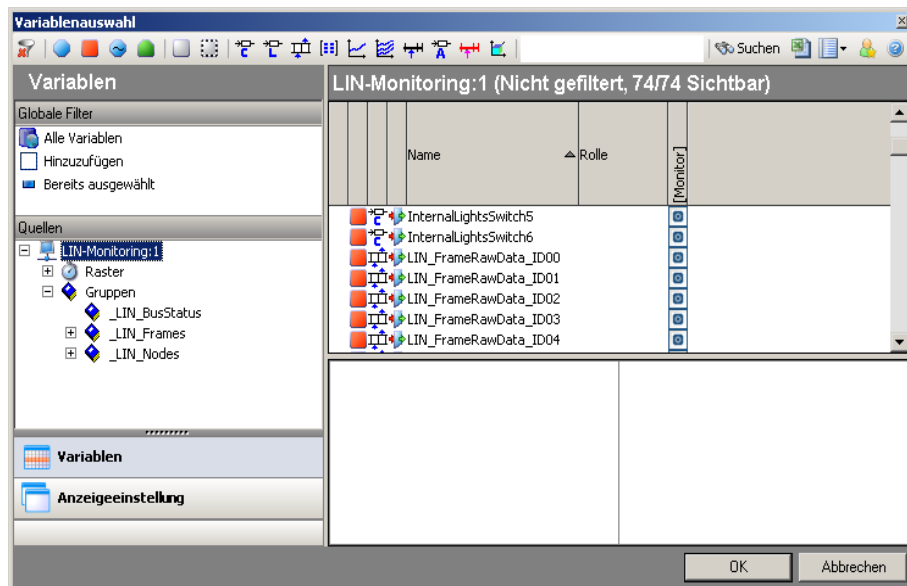 Variablenauswahl
Suchen
Variablen
Globale Filter
Alle Variablen
Hinzuzufügen
Bereits ausgewählt
Quellen
LIN-Monitoring:1
Raster
Gruppen
_LIN_BusStatus
_LIN_Frames
_LIN_Nodes
Variablen
Anzeigeeinstellung
LIN-Monitoring:1 (Nicht gefiltert, 74/74 Sichtbar)
Name Rolle [Monitor]
InternalLightsSwitch5
InternalLightsSwitch6
LIN_FrameRawData_ID00
LIN_FrameRawData_ID01
LIN_FrameRawData_ID02
LIN_FrameRawData_ID03
LIN_FrameRawData_ID04
OK Abbrechen